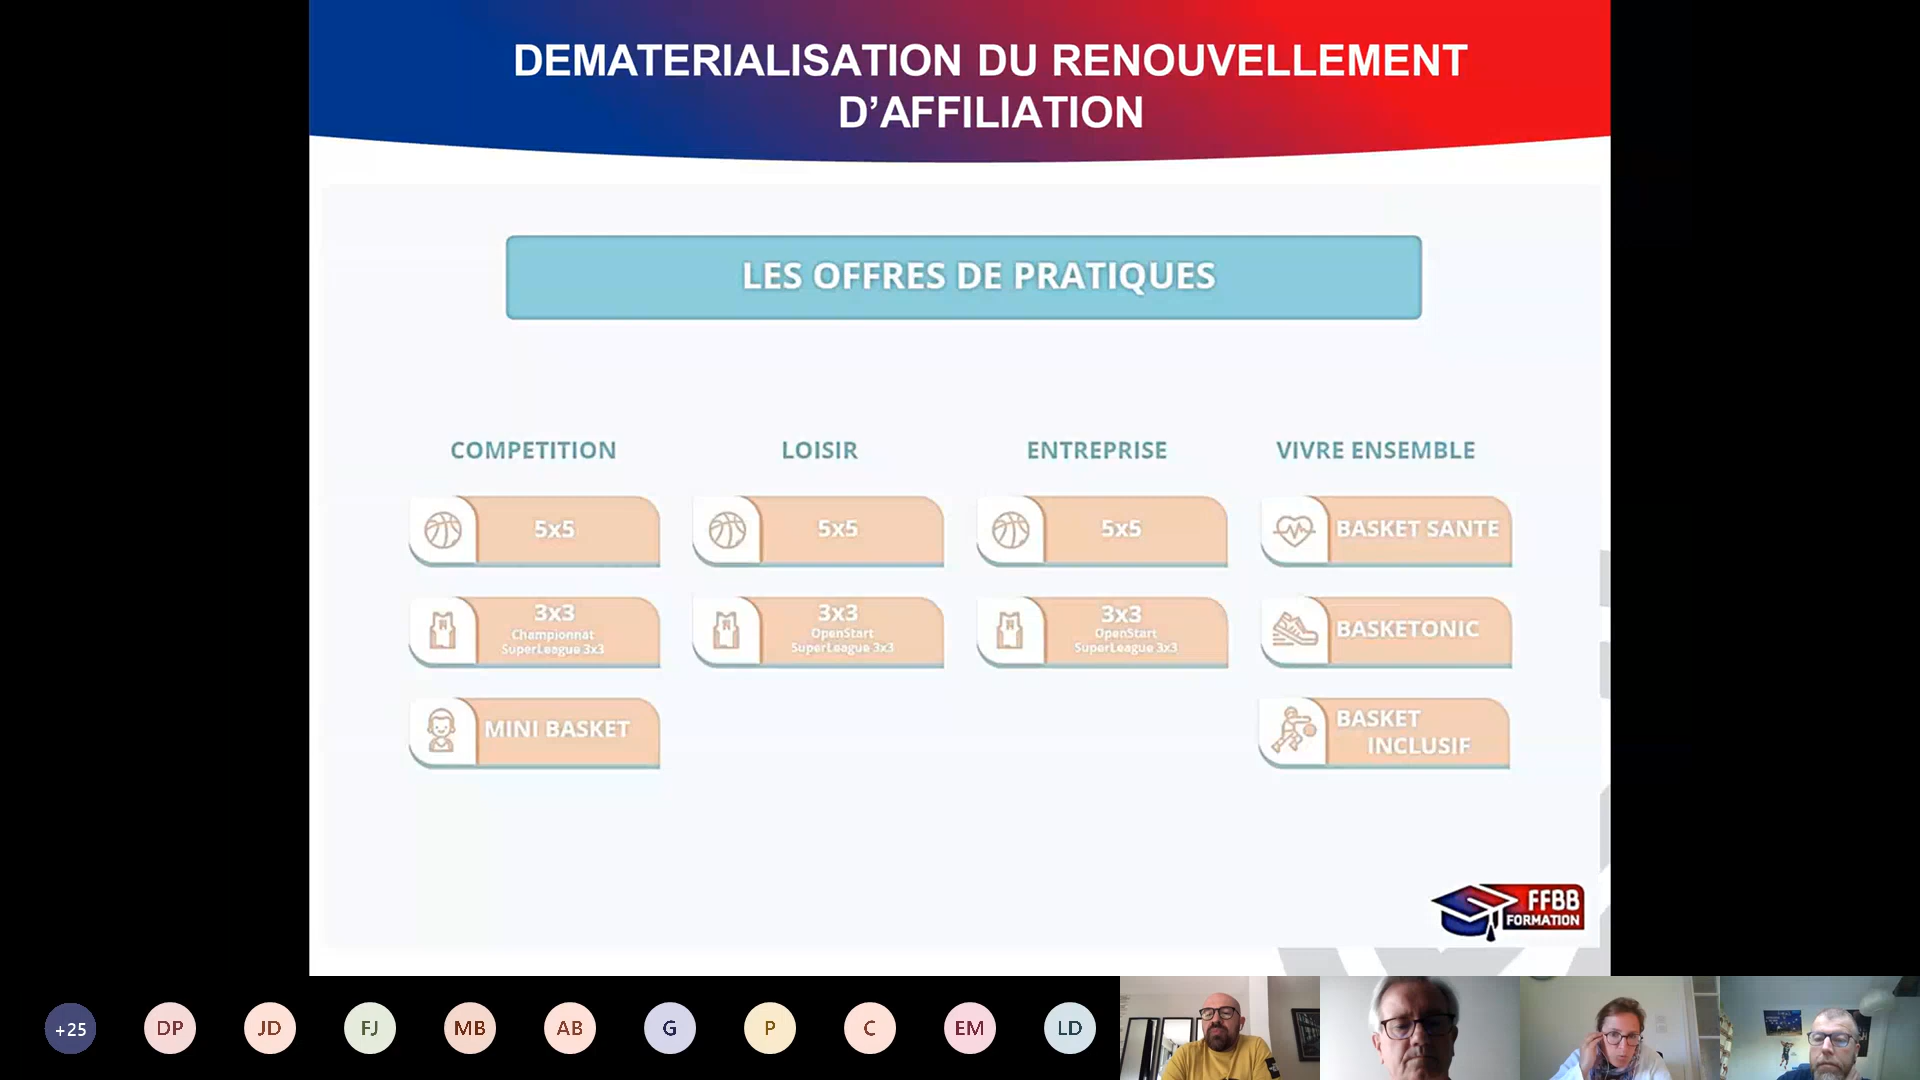 DEMATERIALISATION DU RENOUVELLEMENT
D’AFFILIATION
LES OFFRES DE PRATIQUES
COMPETITION
LOISIR
ENTREPRISE
VIVRE ENSEMBLE
5x5
5x5
5x5
BASKET SANTE
3x3
Championnat
SuperLeague 3x3
3x3
OpenStart
SuperLeague 3x3
3x3
OpenStart
SuperLeague 3x3
BASKETONIC
MINI BASKET
BASKET
INCLUSIF
FFBB
FORMATION
+25
DP
JD
FJ
MB
AB
G
P
C
EM
LD